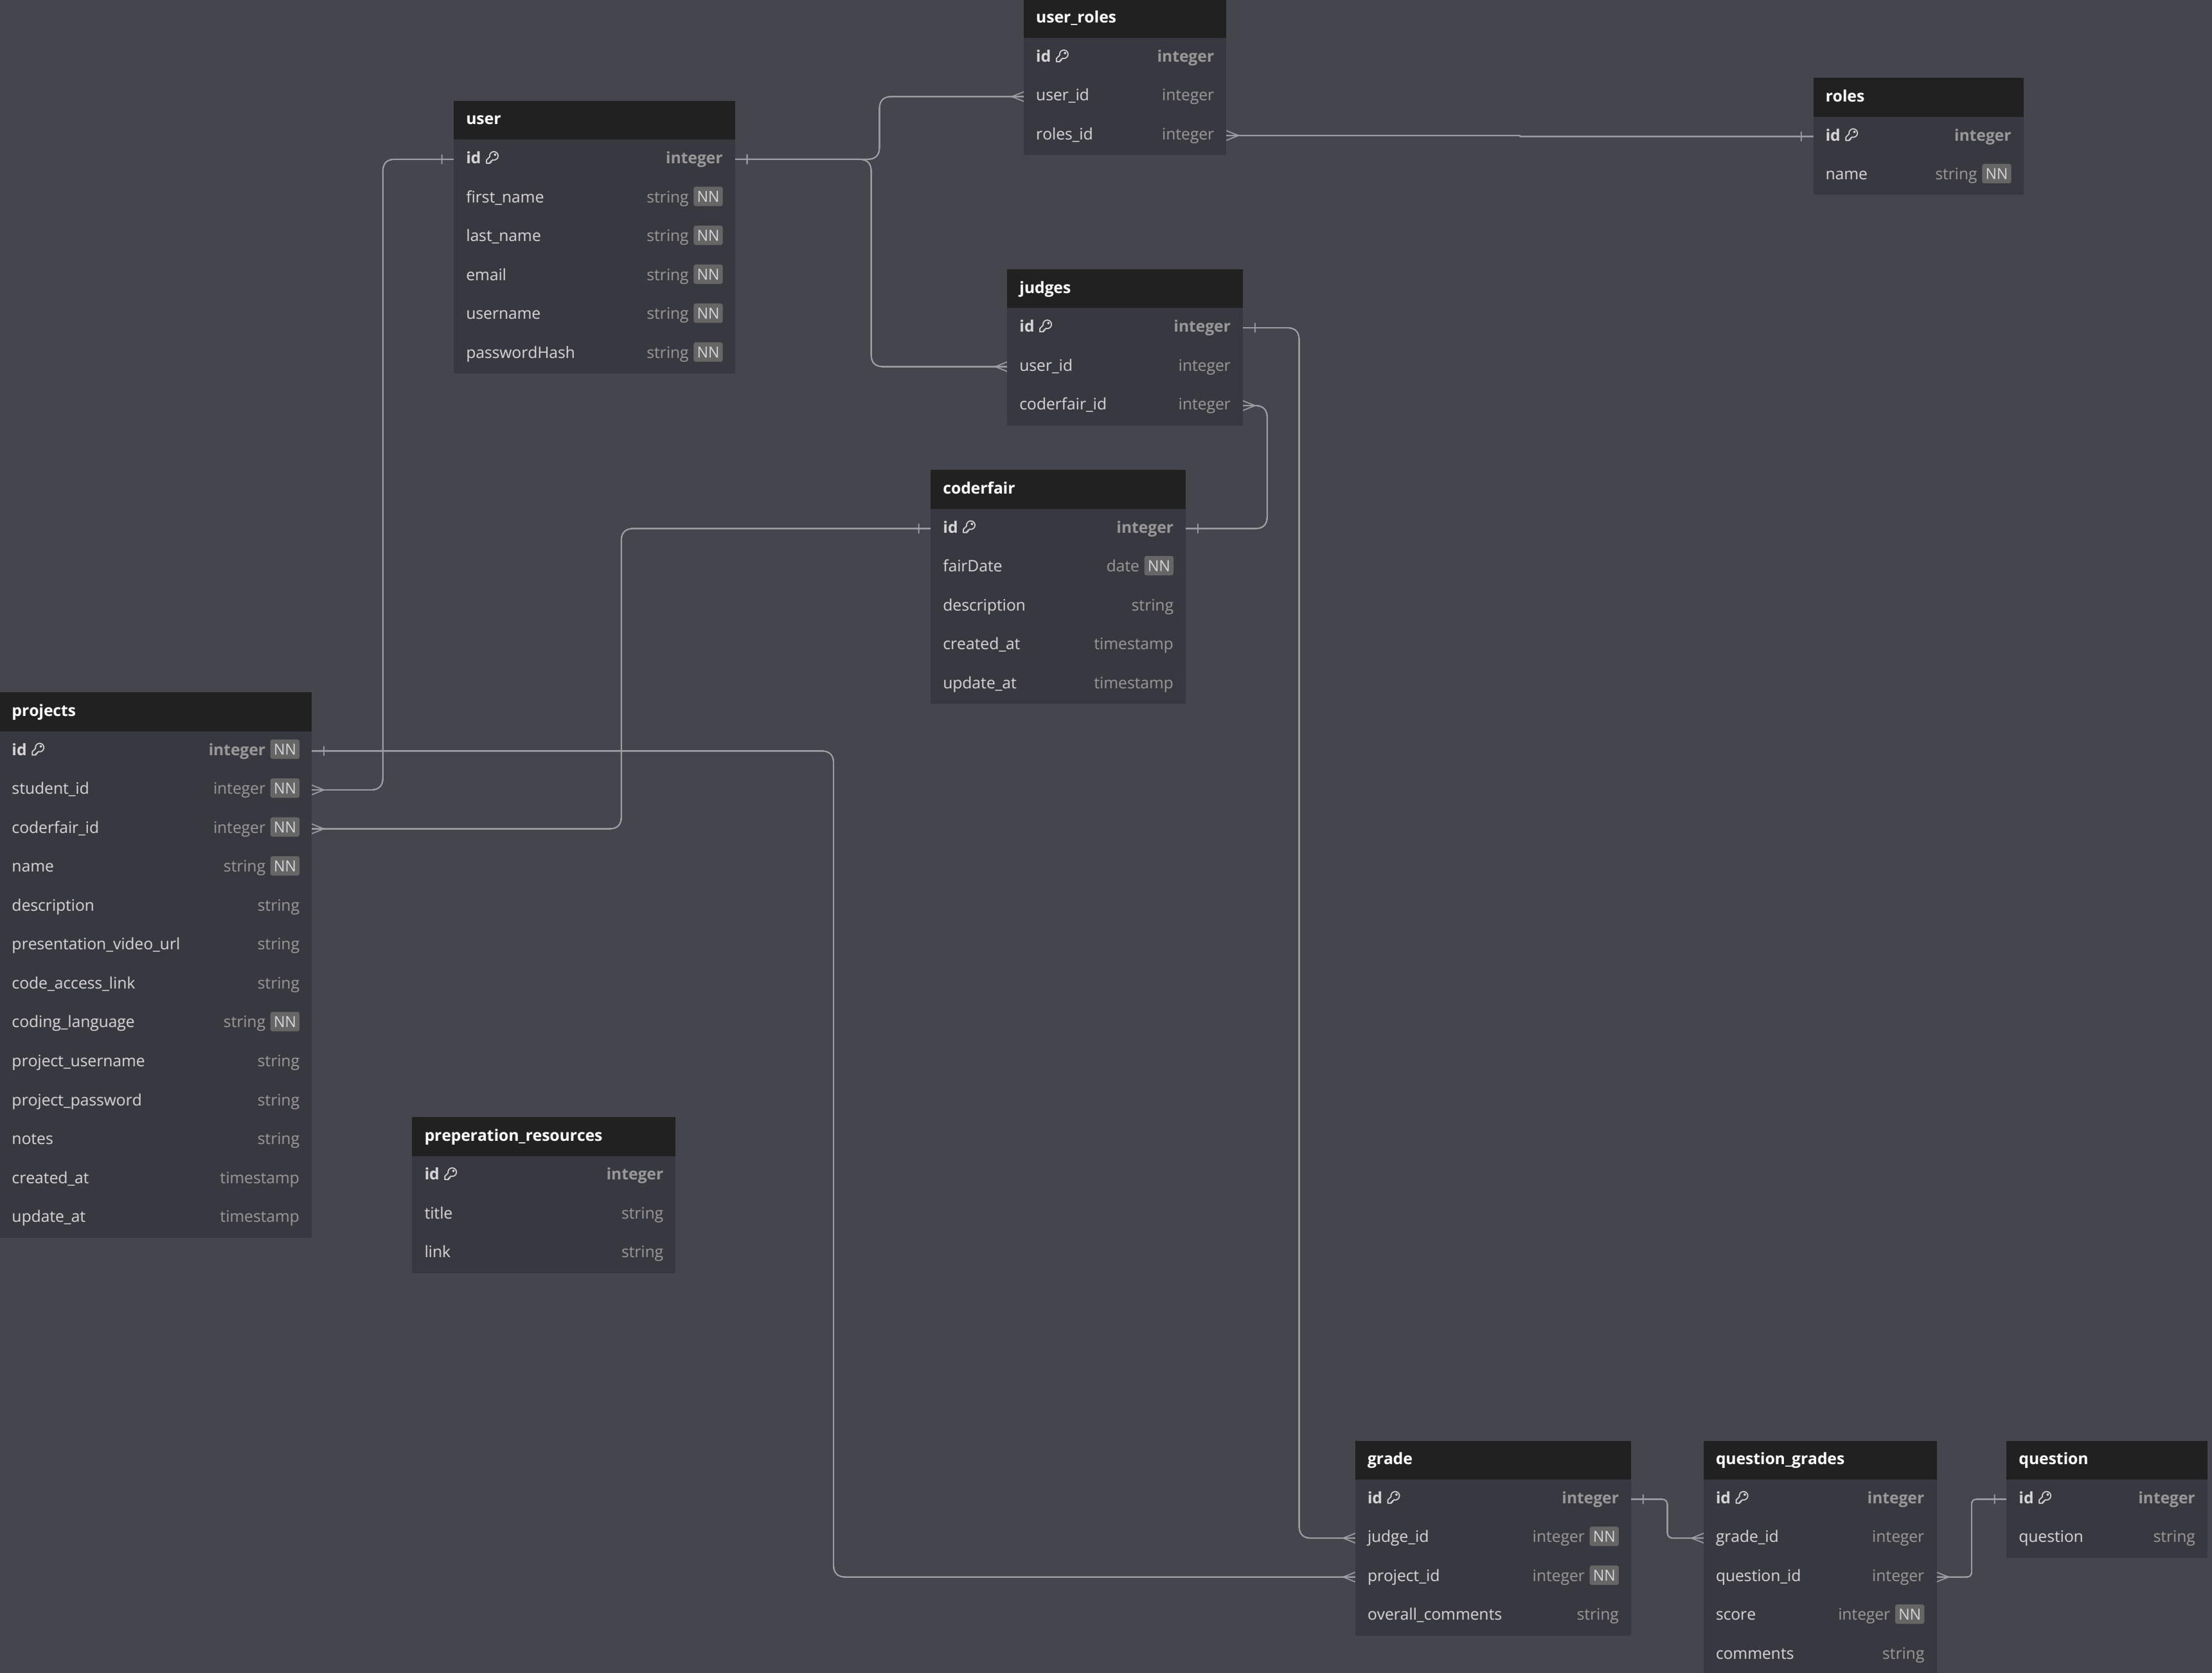 user_roles
id integer
user_id integer
roles_id integer
roles
id integer
name string NN
user
id integer
first_name string NN
last_name string NN
email string NN
username string NN
passwordHash string NN
judges
id integer
user_id integer
coderfair_id integer
coderfair
id integer
fairDate date NN
description string
created_at timestamp
update_at timestamp
projects
id integer NN
student_id integer NN
coderfair_id integer NN
name string NN
description string
presentation_video_url string
code_access_link string
coding_language string NN
project_username string
project_password string
notes string
created_at timestamp
update_at timestamp
preperation_resources
id integer
title string
link string
grade
id integer
judge_id integer NN
project_id integer NN
overall_comments string
question_grades
id integer
grade_id integer
question_id integer
score integer NN
comments string
question
id integer
question string